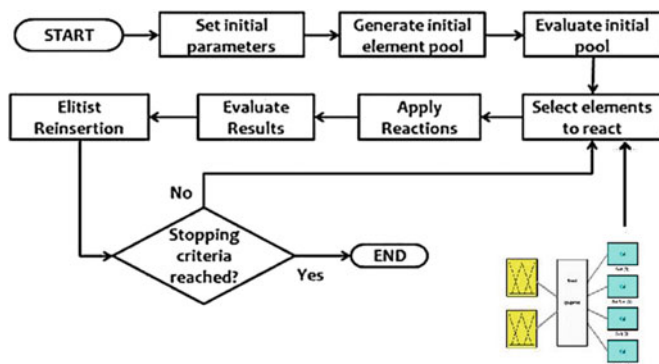 START
Set initial
parameters
Generate initial
element pool
Evaluate initial
pool
Elitist
Reinsertion
Evaluate
Results
Apply
Reactions
Select elements
to react
No
Stopping
criteria
reached?
Yes
END